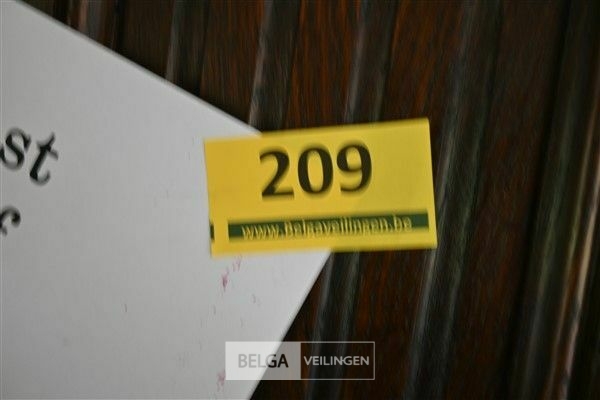 st
209
www.belgaveilingen.be
BELGA VEILINGEN